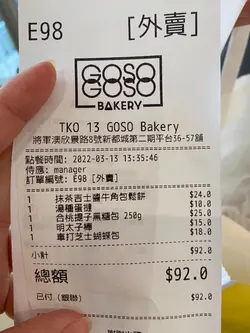 E98 [外賣]
GOSO
GOSO
BAKERY
TKO 13 GOSO Bakery
將軍澳欣景路8號新都城第二期平台36-57舖
點餐時間: 2022-03-13 13:35:46
侍應: manager
訂單編號: E98 [外賣]
1 抹茶吉士醬牛角包鬆餅 $24.0
1 湯種蛋撻 $10.0
1 合桃提子黑糖包 250g $25.0
1 明太子棒 $15.0
1 車打芝士蝴蝶包 $18.0
小計 $92.0
總額 $92.0
已付 (銀聯) $92.0